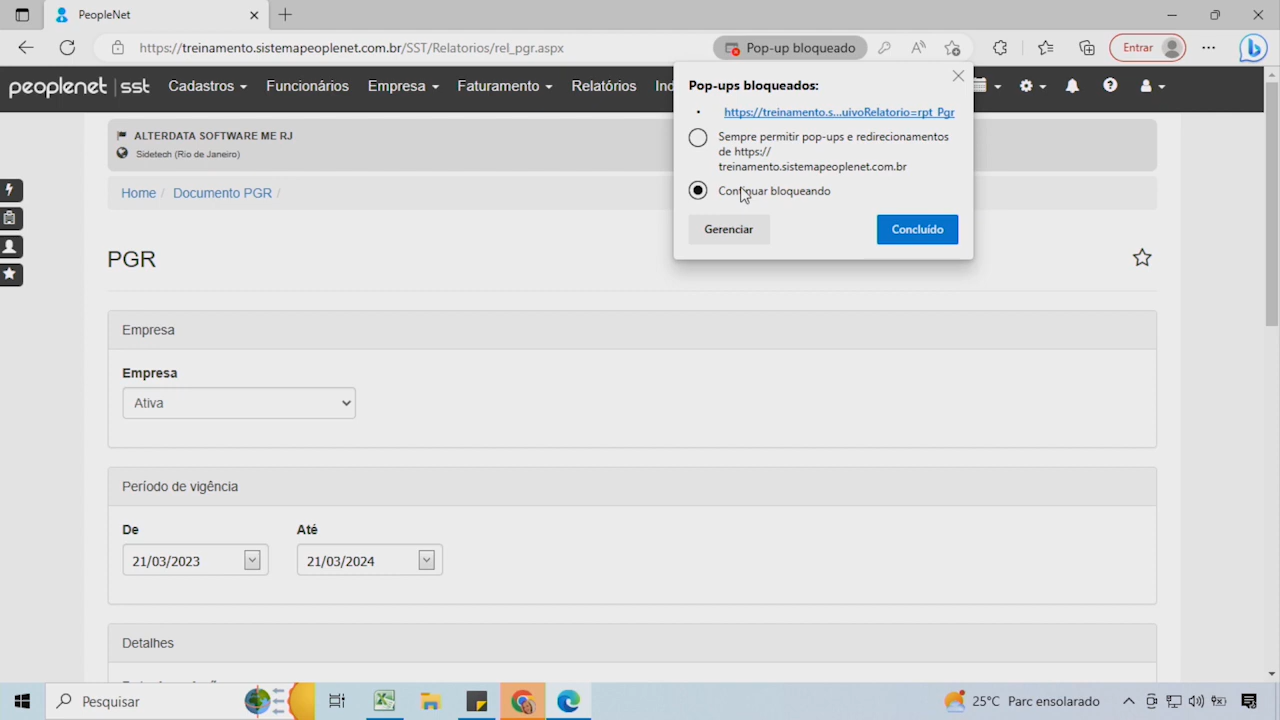 PeopleNet
https://treinamento.sistemapeoplenet.com.br/SST/Relatorios/rel_pgr.aspx
Pop-up bloqueado
Entrar
peoplenet sst
Cadastros
Funcionários
Empresa
Faturamento
Relatórios
Pop-ups bloqueados:
https://treinamento.s...uivoRelatorio=rpt_Pgr
Sempre permitir pop-ups e redirecionamentos
de https://
treinamento.sistemapeoplenet.com.br
Continuar bloqueando
Gerenciar
Concluído
ALTERDATA SOFTWARE ME RJ
Sidetech (Rio de Janeiro)
Home / Documento PGR /
PGR
Empresa
Empresa
Ativa
Período de vigência
De
Até
21/03/2023
21/03/2024
Detalhes
Pesquisar
25°C Parc ensolarado